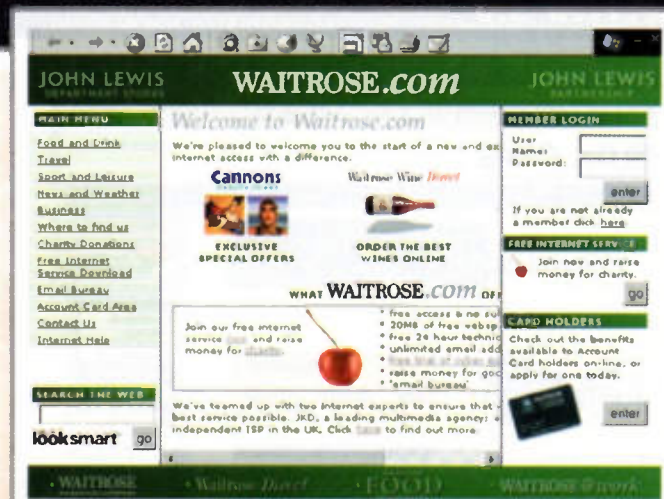 JOHN LEWIS
DEPARTMENT STORES
WAITROSE.com
JOHN LEWIS
PARTNERSHIP
MAIN MENU
Food and Drink
Travel
Sport and Leisure
News and Weather
Business
Where to find us
Charity Donations
Free Internet
Service Download
Email Bureau
Account Card Area
Contact Us
Internet Help
SEARCH THE WEB
looksmart go
Welcome to Waitrose.com
We're pleased to welcome you to the start of a new and ex
internet access with a difference.
Cannons
EXCLUSIVE
SPECIAL OFFERS
Waitrose Wine Direct
ORDER THE BEST
WINES ONLINE
WHAT WAITROSE.com OFF
Join our free internet
service and raise
money for charity.
* free access & no sub
* 20MB of free websp
* free 24 hour technic
* unlimited email add
* raise money for goo
* 'email bureau'
We've teamed up with two Internet experts to ensure that
best service possible. JKD, a leading multimedia agency;
independent ISP in the UK. Click to find out more
MEMBER LOGIN
User
Name:
Password:
enter
If you are not already
a member click here
FREE INTERNET SERVICE
Join now and raise
money for charity.
go
CARD HOLDERS
Check out the benefits
available to Account
Card holders on-line, or
apply for one today.
enter
• WAITROSE
• Waitrose Direct
• FOOD
• WAITROSE @work